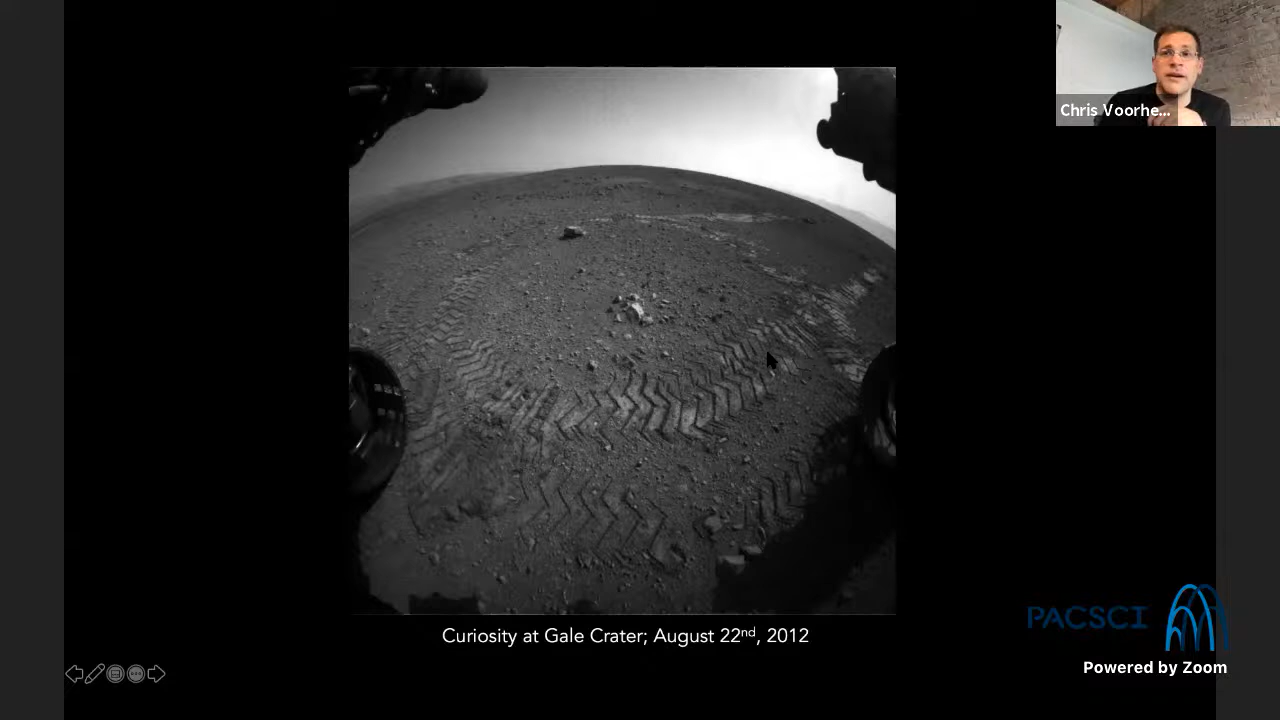 Chris Voorhe...
Curiosity at Gale Crater; August 22nd, 2012
PACSCI
Powered by Zoom